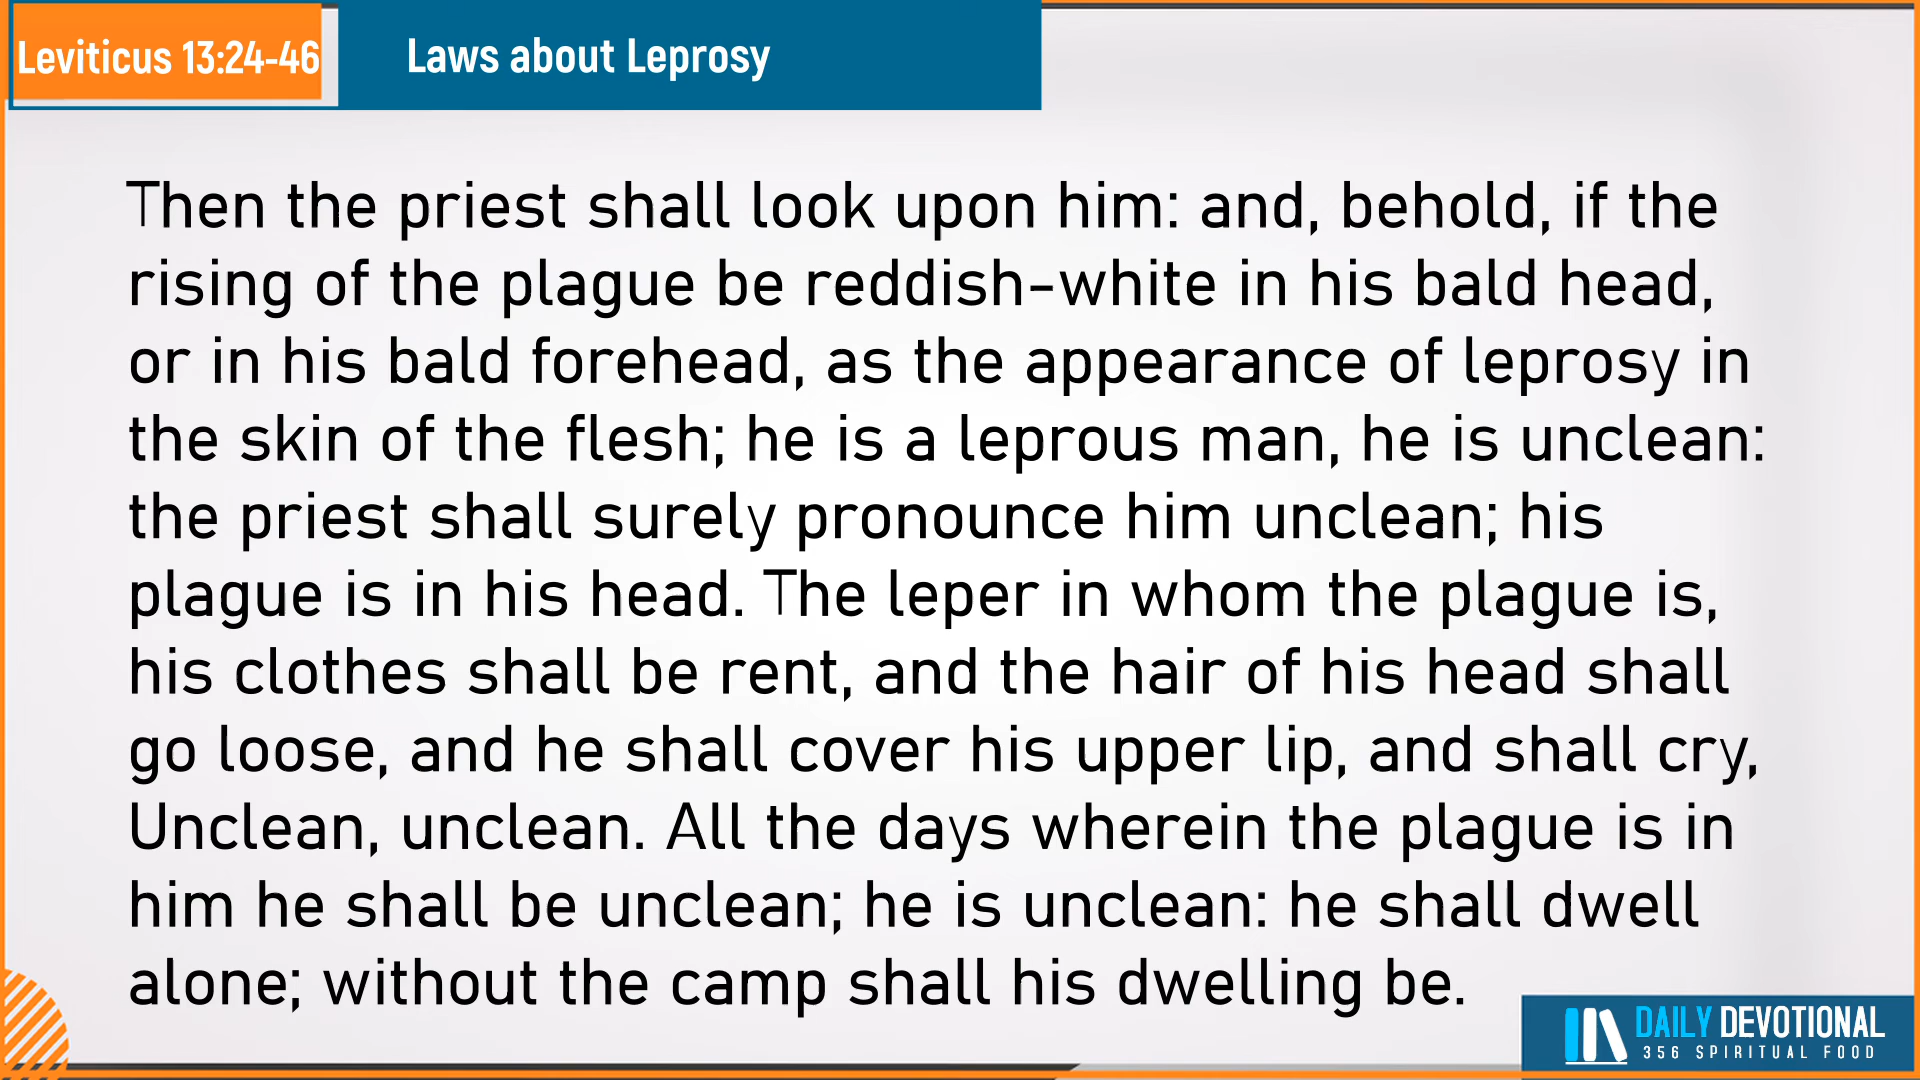 Leviticus 13:24-46
Laws about Leprosy
Then the priest shall look upon him: and, behold, if the
rising of the plague be reddish-white in his bald head,
or in his bald forehead, as the appearance of leprosy in
the skin of the flesh; he is a leprous man, he is unclean:
the priest shall surely pronounce him unclean; his
plague is in his head. The leper in whom the plague is,
his clothes shall be rent, and the hair of his head shall
go loose, and he shall cover his upper lip, and shall cry,
Unclean, unclean. All the days wherein the plague is in
him he shall be unclean; he is unclean: he shall dwell
alone; without the camp shall his dwelling be.
DAILY DEVOTIONAL
356 SPIRITUAL FOOD